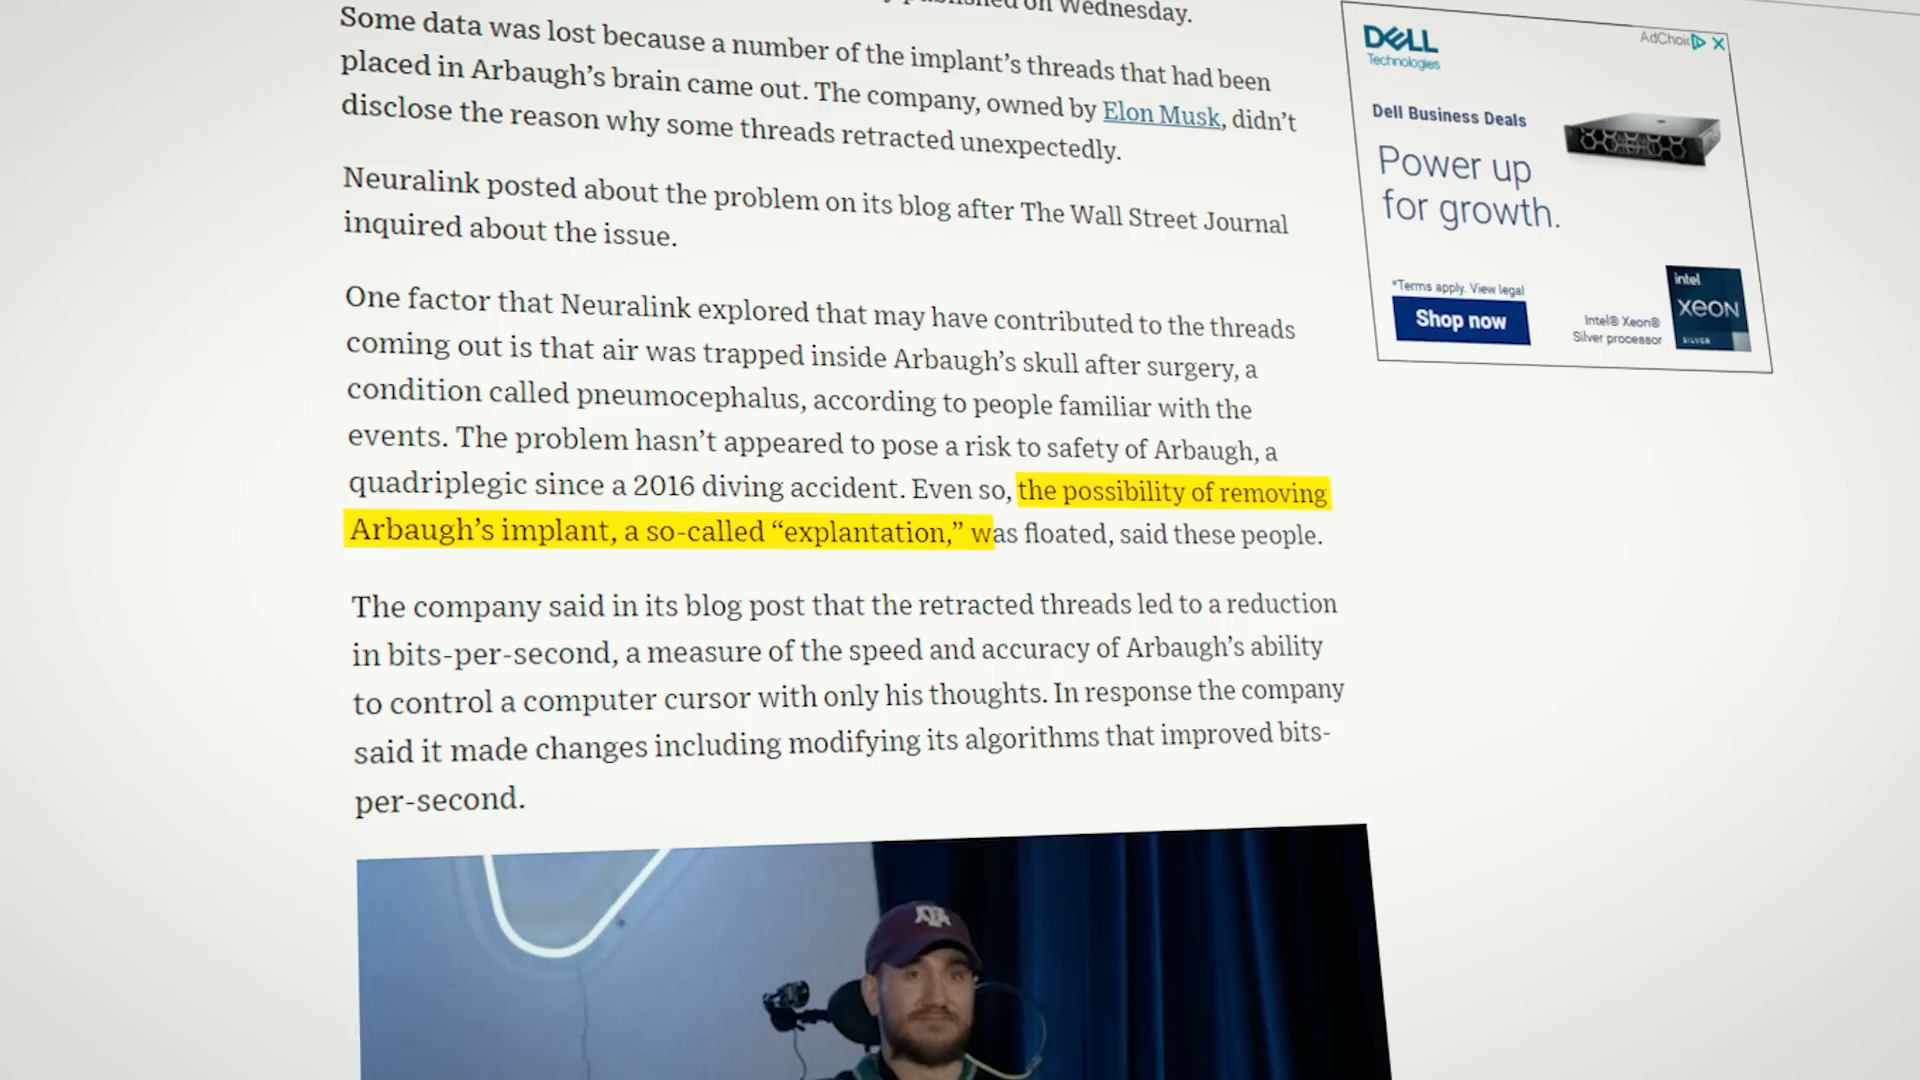 on Wednesday.
Some data was lost because a number of the implant’s threads that had been
placed in Arbaugh’s brain came out. The company, owned by Elon Musk, didn’t
disclose the reason why some threads retracted unexpectedly.
Neuralink posted about the problem on its blog after The Wall Street Journal
inquired about the issue.
One factor that Neuralink explored that may have contributed to the threads
coming out is that air was trapped inside Arbaugh’s skull after surgery, a
condition called pneumocephalus, according to people familiar with the
events. The problem hasn’t appeared to pose a risk to safety of Arbaugh, a
quadriplegic since a 2016 diving accident. Even so, the possibility of removing
Arbaugh’s implant, a so-called “explantation,” was floated, said these people.
The company said in its blog post that the retracted threads led to a reduction
in bits-per-second, a measure of the speed and accuracy of Arbaugh’s ability
to control a computer cursor with only his thoughts. In response the company
said it made changes including modifying its algorithms that improved bits-
per-second.
ATM
DELL
Technologies
AdChoic
Dell Business Deals
Power up
for growth.
*Terms apply. View legal
Shop now
Intel® Xeon®
Silver processor
intel
XEON
SILVER